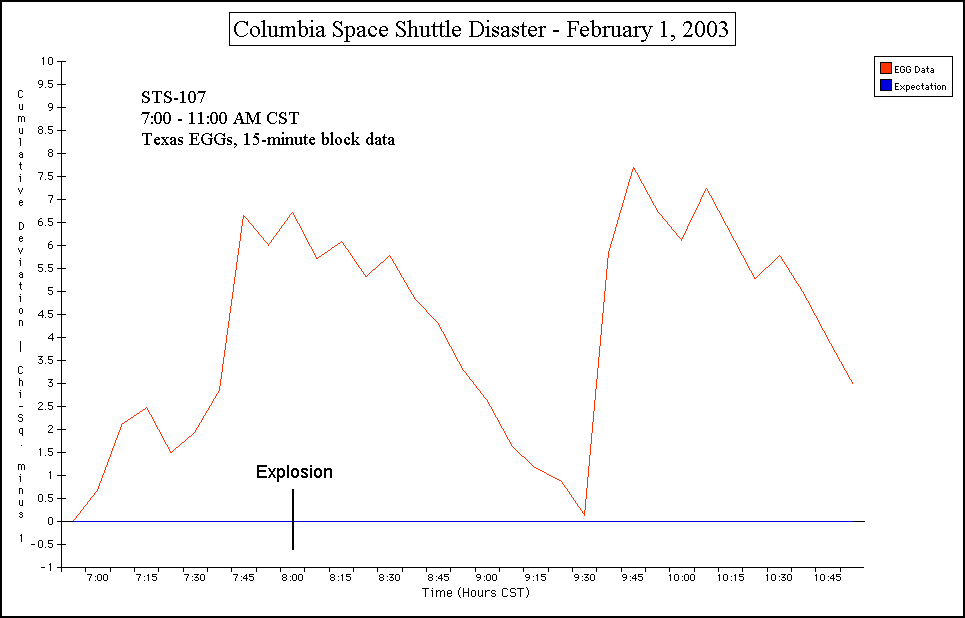 Columbia Space Shuttle Disaster - February 1, 2003
EGG Data
Expectation
STS-107
7:00 - 11:00 AM CST
Texas EGGs, 15-minute block data
Cumulative Deviation | Chi-Sq. minus 1
10
9.5
9
8.5
8
7.5
7
6.5
6
5.5
5
4.5
4
3.5
3
2.5
2
1.5
1
0.5
0
-0.5
-1
Explosion
7:00 7:15 7:30 7:45 8:00 8:15 8:30 8:45 9:00 9:15 9:30 9:45 10:00 10:15 10:30 10:45
Time (Hours CST)